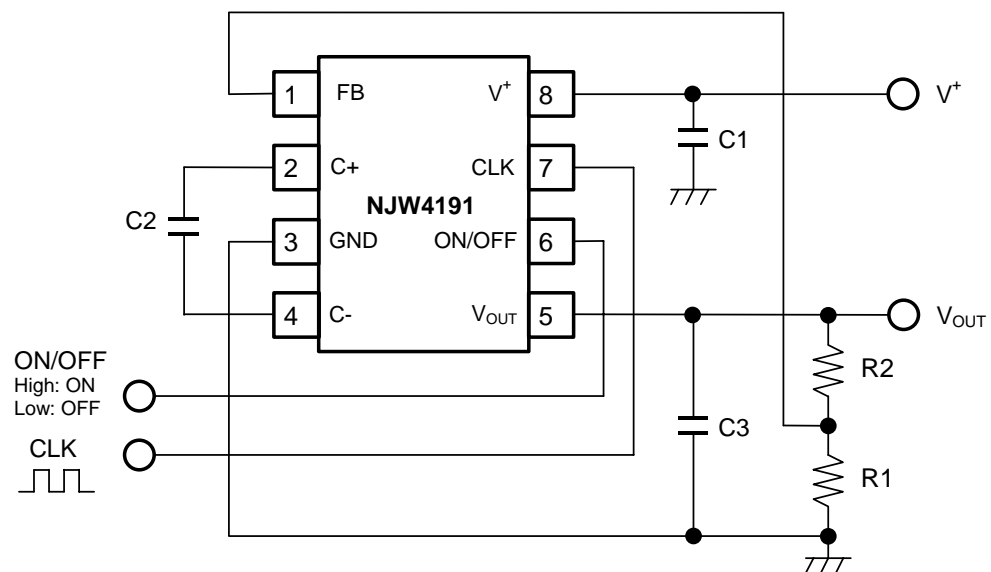 1 FB V+ 8 V+
C1
2 C+ CLK 7
C2 NJW4191
3 GND ON/OFF 6
4 C- VOUT 5 VOUT
ON/OFF
High: ON
Low: OFF
R2
CLK
C3
R1